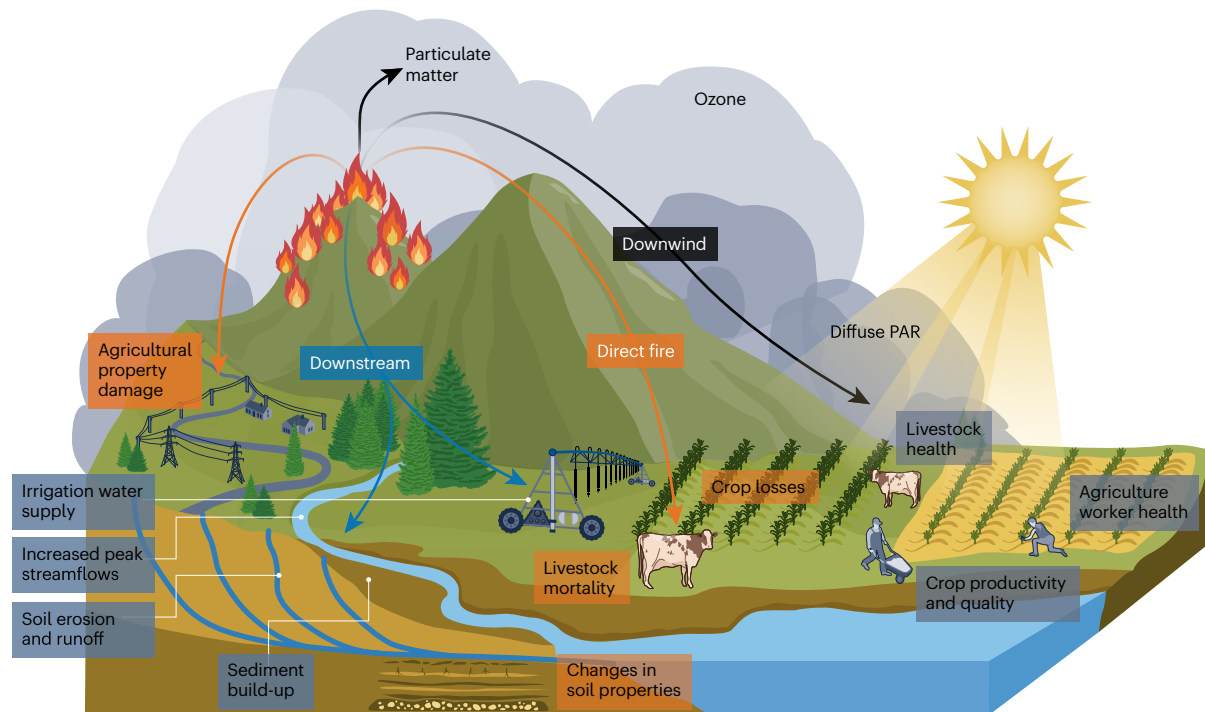 Particulate
matter
Ozone
Downwind
Diffuse PAR
Agricultural
property
damage
Downstream
Direct fire
Livestock
health
Irrigation water
supply
Crop losses
Agriculture
worker health
Increased peak
streamflows
Livestock
mortality
Crop productivity
and quality
Soil erosion
and runoff
Sediment
build-up
Changes in
soil properties